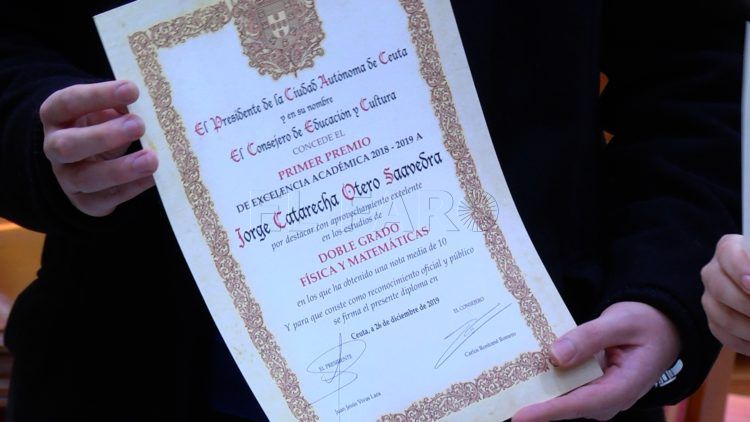 El Presidente de la Ciudad Autónoma de Ceuta
y en su nombre
El Consejero de Educación y Cultura
CONCEDE EL
PRIMER PREMIO
DE EXCELENCIA ACADÉMICA 2018 - 2019 A
Jorge Catarecha Otero Saavedra
por destacar con aprovechamiento excelente
en los estudios de
DOBLE GRADO
FÍSICA Y MATEMÁTICAS
en los que ha obtenido una nota media de 10
Y para que conste como reconocimiento oficial y público
se firma el presente diploma en
Ceuta, a 26 de diciembre de 2019
EL PRESIDENTE
EL CONSEJERO
Juan Jesús Vivas Lara
Carlos Rontomé Romero
EL FARO